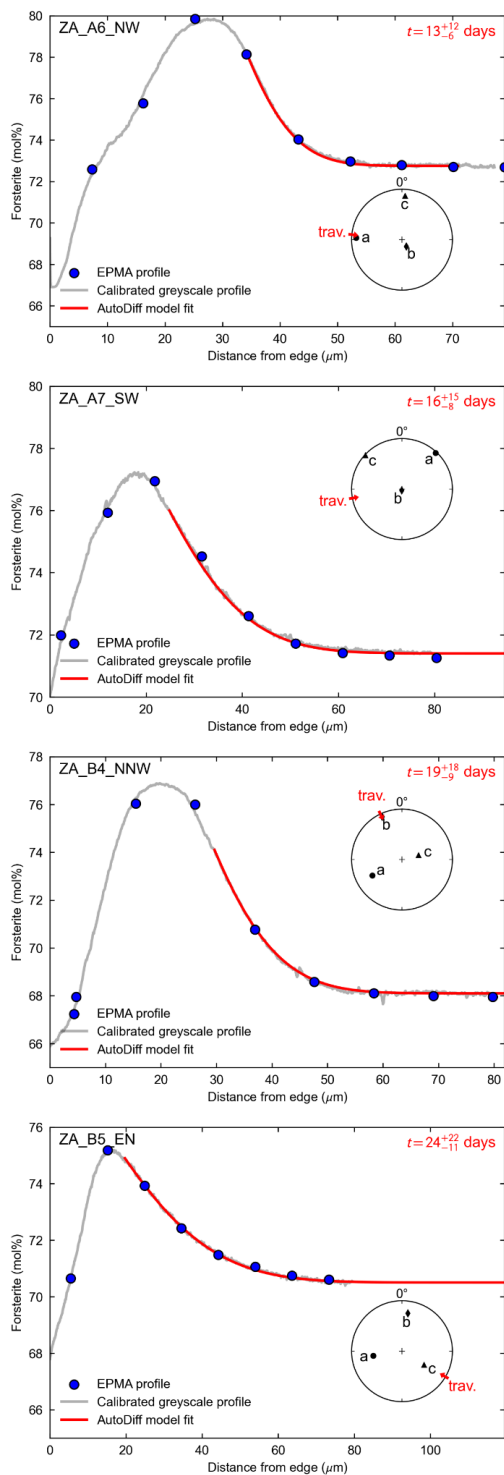 ZA_A6_NW
t=13+12−6 days
80
78
76
74
72
70
68
66
Forsterite (mol%)
0°
c
trav.
a
b
EPMA profile
Calibrated greyscale profile
AutoDiff model fit
0 10 20 30 40 50 60 70 80
Distance from edge (μm)
ZA_A7_SW
t=16+15−8 days
80
78
76
74
72
70
Forsterite (mol%)
0°
c
a
trav.
b
EPMA profile
Calibrated greyscale profile
AutoDiff model fit
0 20 40 60 80
Distance from edge (μm)
ZA_B4_NNW
t=19+18−9 days
78
76
74
72
70
68
66
64
Forsterite (mol%)
trav.
0°
b
c
a
EPMA profile
Calibrated greyscale profile
AutoDiff model fit
0 10 20 30 40 50 60 70 80
Distance from edge (μm)
ZA_B5_EN
t=24+22−11 days
76
74
72
70
68
66
Forsterite (mol%)
0°
b
a
c
trav.
EPMA profile
Calibrated greyscale profile
AutoDiff model fit
0 20 40 60 80 100
Distance from edge (μm)